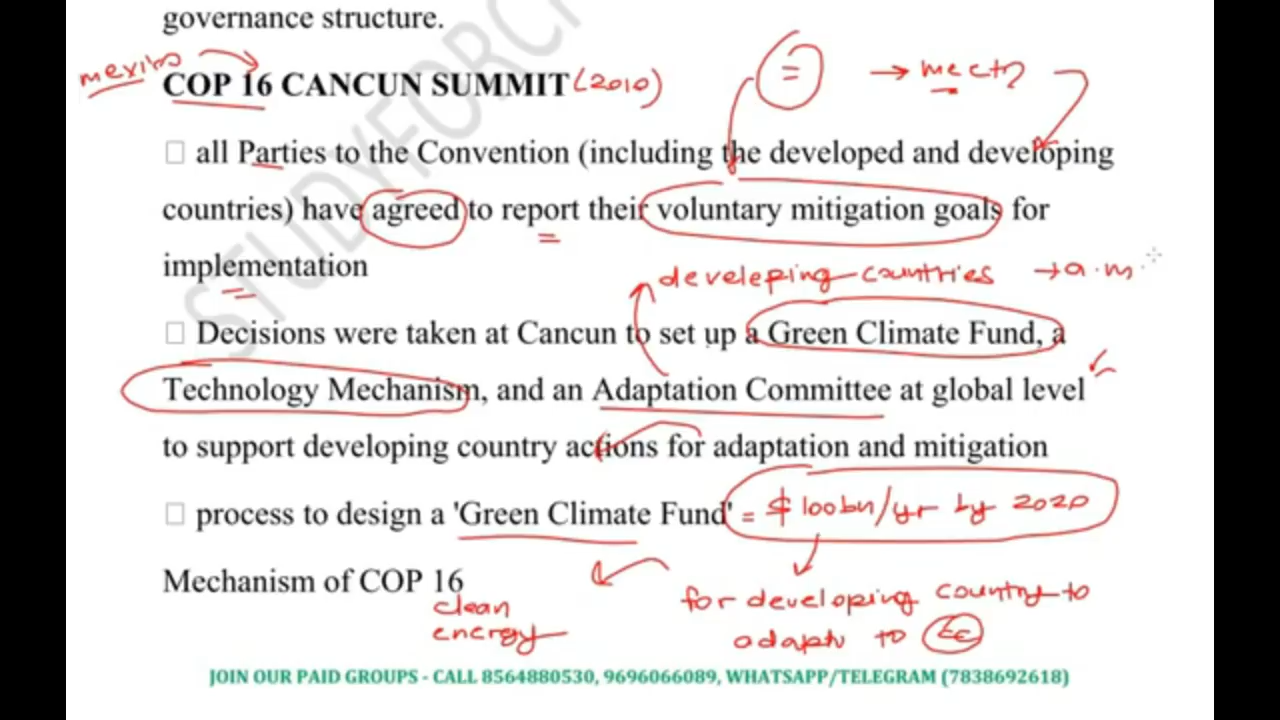 governance structure.
mexico
COP 16 CANCUN SUMMIT (2010)
= → meety
□ all Parties to the Convention (including the developed and developing
countries) have agreed to report their voluntary mitigation goals for
implementation
developing countries → a.m.
□ Decisions were taken at Cancun to set up a Green Climate Fund, a
Technology Mechanism, and an Adaptation Committee at global level
to support developing country actions for adaptation and mitigation
□ process to design a 'Green Climate Fund' = $ 100bn/yr by 2020
Mechanism of COP 16
for developing country to
clean
energy
adapt to
JOIN OUR PAID GROUPS - CALL 8564880530, 9696066089, WHATSAPP/TELEGRAM (7838692618)
STUDYFORCI